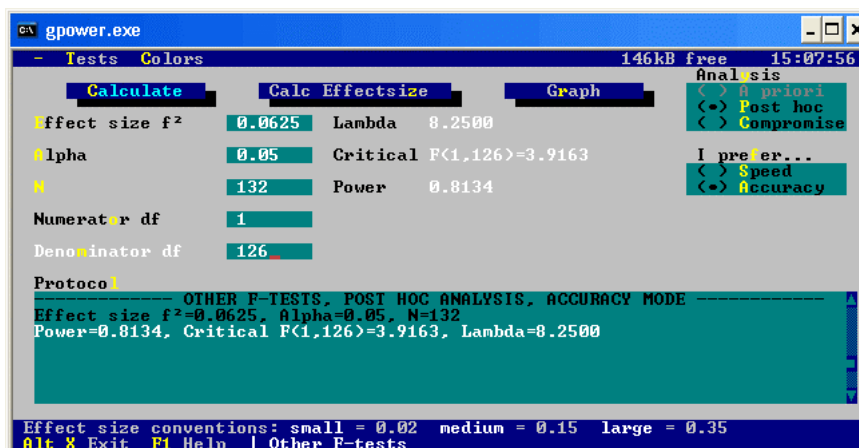 gpower.exe
- Tests Colors 146kB free 15:07:56
Analysis
Calculate Calc Effectsize Graph ( ) A priori
(•) Post hoc
Effect size f² 0.0625 Lambda 8.2500 ( ) Compromise
Alpha 0.05 Critical F(1,126)=3.9163 I prefer...
( ) Speed
N 132 Power 0.8134 (•) Accuracy
Numerator df 1
Denominator df 126
Protocol
------------- OTHER F-TESTS, POST HOC ANALYSIS, ACCURACY MODE ------------
Effect size f²=0.0625, Alpha=0.05, N=132
Power=0.8134, Critical F(1,126)=3.9163, Lambda=8.2500
Effect size conventions: small = 0.02 medium = 0.15 large = 0.35
Alt X Exit F1 Help | Other F-tests